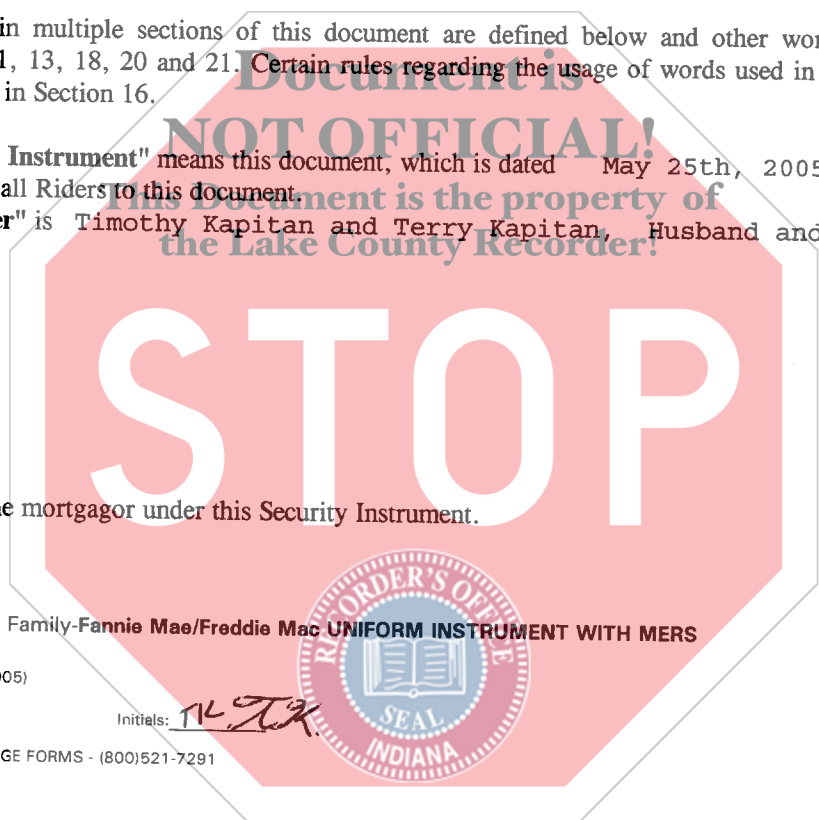 in multiple sections of this document are defined below and other wor
1, 13, 18, 20 and 21. Certain rules regarding the usage of words used in
in Section 16.
Document is
NOT OFFICIAL!
This Document is the property of
the Lake County Recorder!
Instrument" means this document, which is dated May 25th, 2005
all Riders to this document.
er" is Timothy Kapitan and Terry Kapitan, Husband and
STOP
e mortgagor under this Security Instrument.
Family-Fannie Mae/Freddie Mac UNIFORM INSTRUMENT WITH MERS
05)
Initials: TK T.K.
GE FORMS - (800)521-7291
RECORDER'S OFFICE
SEAL
INDIANA